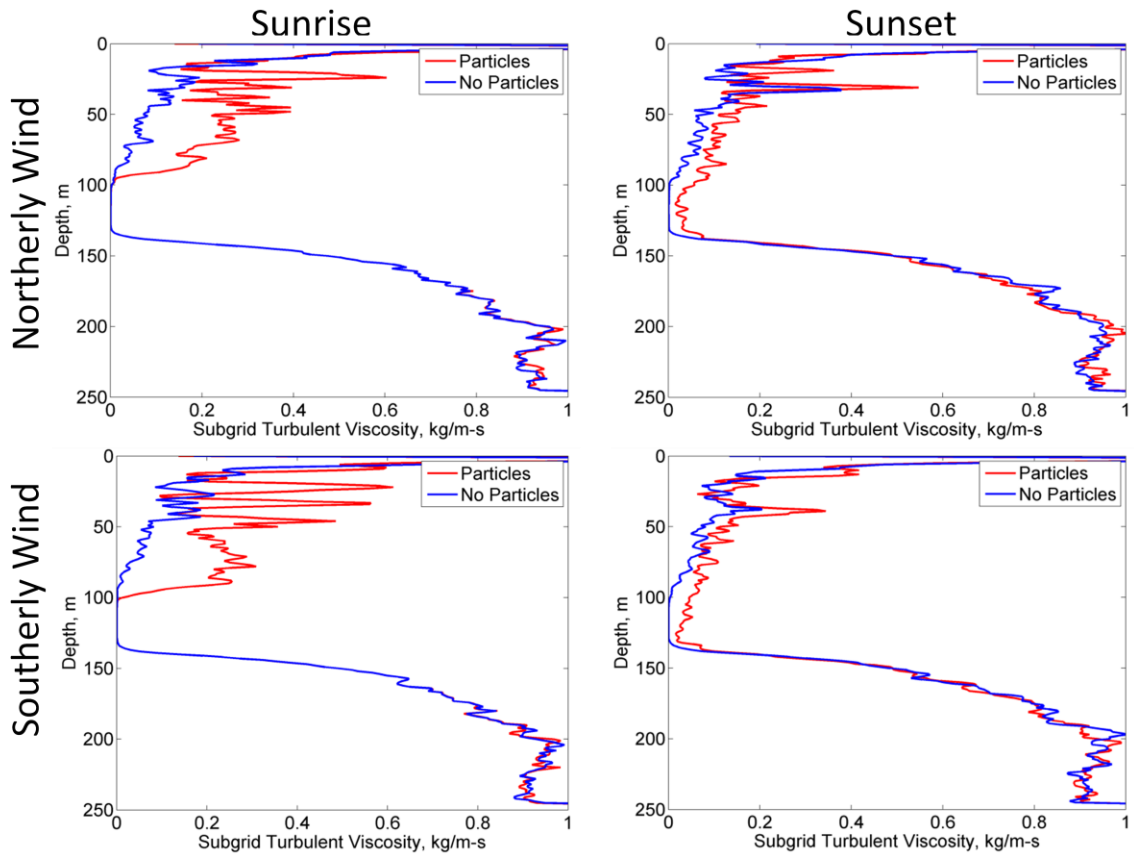 Sunrise
Sunset
Northerly Wind
Southerly Wind
0
50
100
150
200
250
Depth, m
0 0.2 0.4 0.6 0.8 1
Subgrid Turbulent Viscosity, kg/m-s
Particles
No Particles
0
50
100
150
200
250
Depth, m
0 0.2 0.4 0.6 0.8 1
Subgrid Turbulent Viscosity, kg/m-s
Particles
No Particles
0
50
100
150
200
250
Depth, m
0 0.2 0.4 0.6 0.8 1
Subgrid Turbulent Viscosity, kg/m-s
Particles
No Particles
0
50
100
150
200
250
Depth, m
0 0.2 0.4 0.6 0.8 1
Subgrid Turbulent Viscosity, kg/m-s
Particles
No Particles